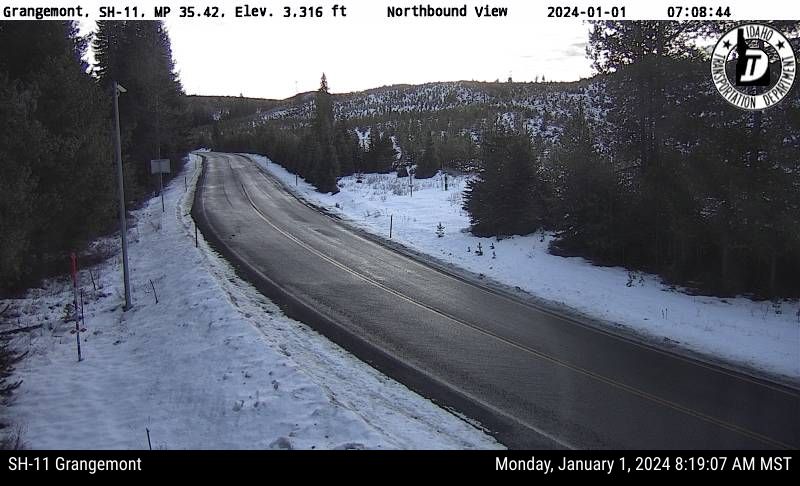 Grangemont, SH-11, MP 35.42, Elev. 3,316 ft Northbound View 2024-01-01 07:08:44
IDAHO
TRANSPORTATION DEPARTMENT
SH-11 Grangemont Monday, January 1, 2024 8:19:07 AM MST